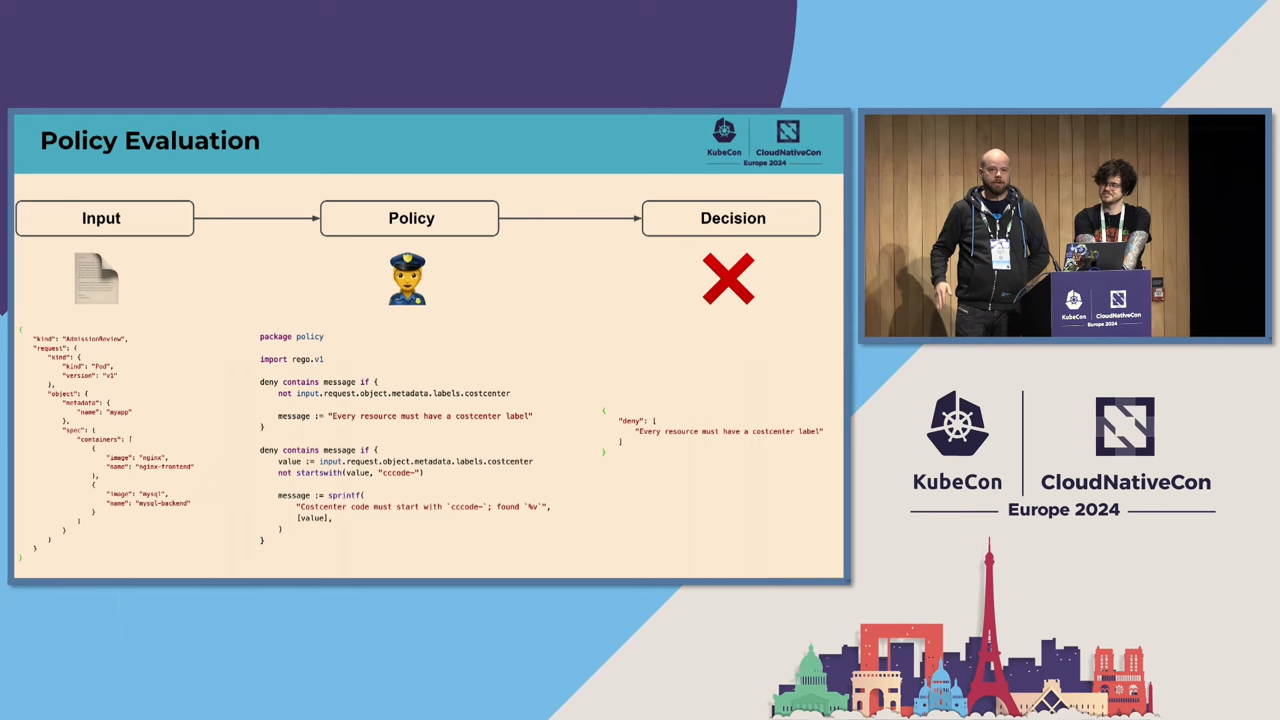 Policy Evaluation
KubeCon
CloudNativeCon
Europe 2024
Input
Policy
Decision
{
"kind": "AdmissionReview",
"request": {
"kind": {
"kind": "Pod",
"version": "v1"
},
"object": {
"metadata": {
"name": "myapp"
},
"spec": {
"containers": [
{
"image": "nginx",
"name": "nginx-frontend"
},
{
"image": "mysql",
"name": "mysql-backend"
}
]
}
}
}
}
package policy
import rego.v1
deny contains message if {
not input.request.object.metadata.labels.costcenter
message := "Every resource must have a costcenter label"
}
deny contains message if {
value := input.request.object.metadata.labels.costcenter
not startswith(value, "cccode-")
message := sprintf(
"Costcenter code must start with `cccode-`; found `%v`",
[value],
)
}
{
"deny": [
"Every resource must have a costcenter label"
]
}
KubeCon
CloudNativeCon
Europe 2024
KubeCon
CloudNativeCon
Europe 2024